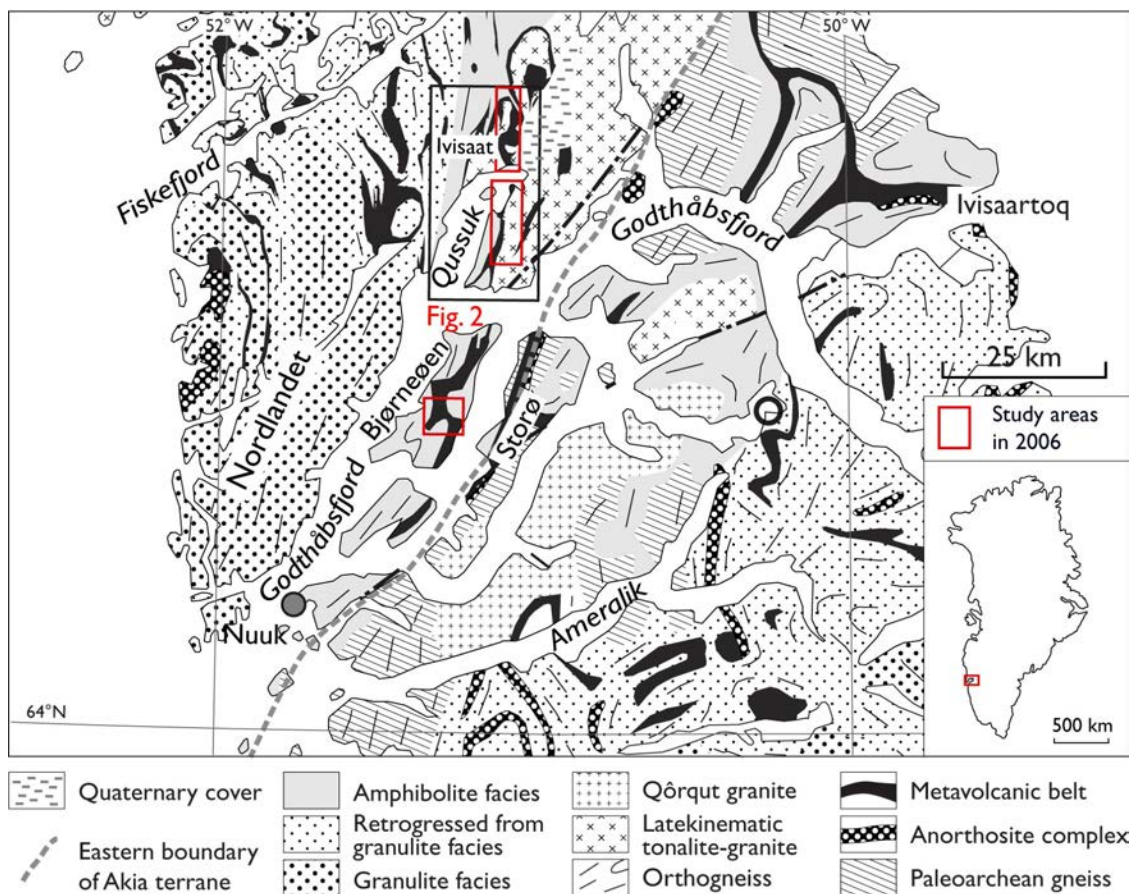 52° W
50° W
Fiskefjord
Ivisaat
Qussuk
Godthåbsfjord
Ivisaartoq
Fig. 2
25 km
Nordlandet
Bjørneøen
Storø
Study areas
in 2006
Godthåbsfjord
Nuuk
Ameralik
64°N
500 km
Quaternary cover
Eastern boundary
of Akia terrane
Amphibolite facies
Retrogressed from
granulite facies
Granulite facies
Qôrqut granite
Latekinematic
tonalite-granite
Orthogneiss
Metavolcanic belt
Anorthosite complex
Paleoarchean gneiss